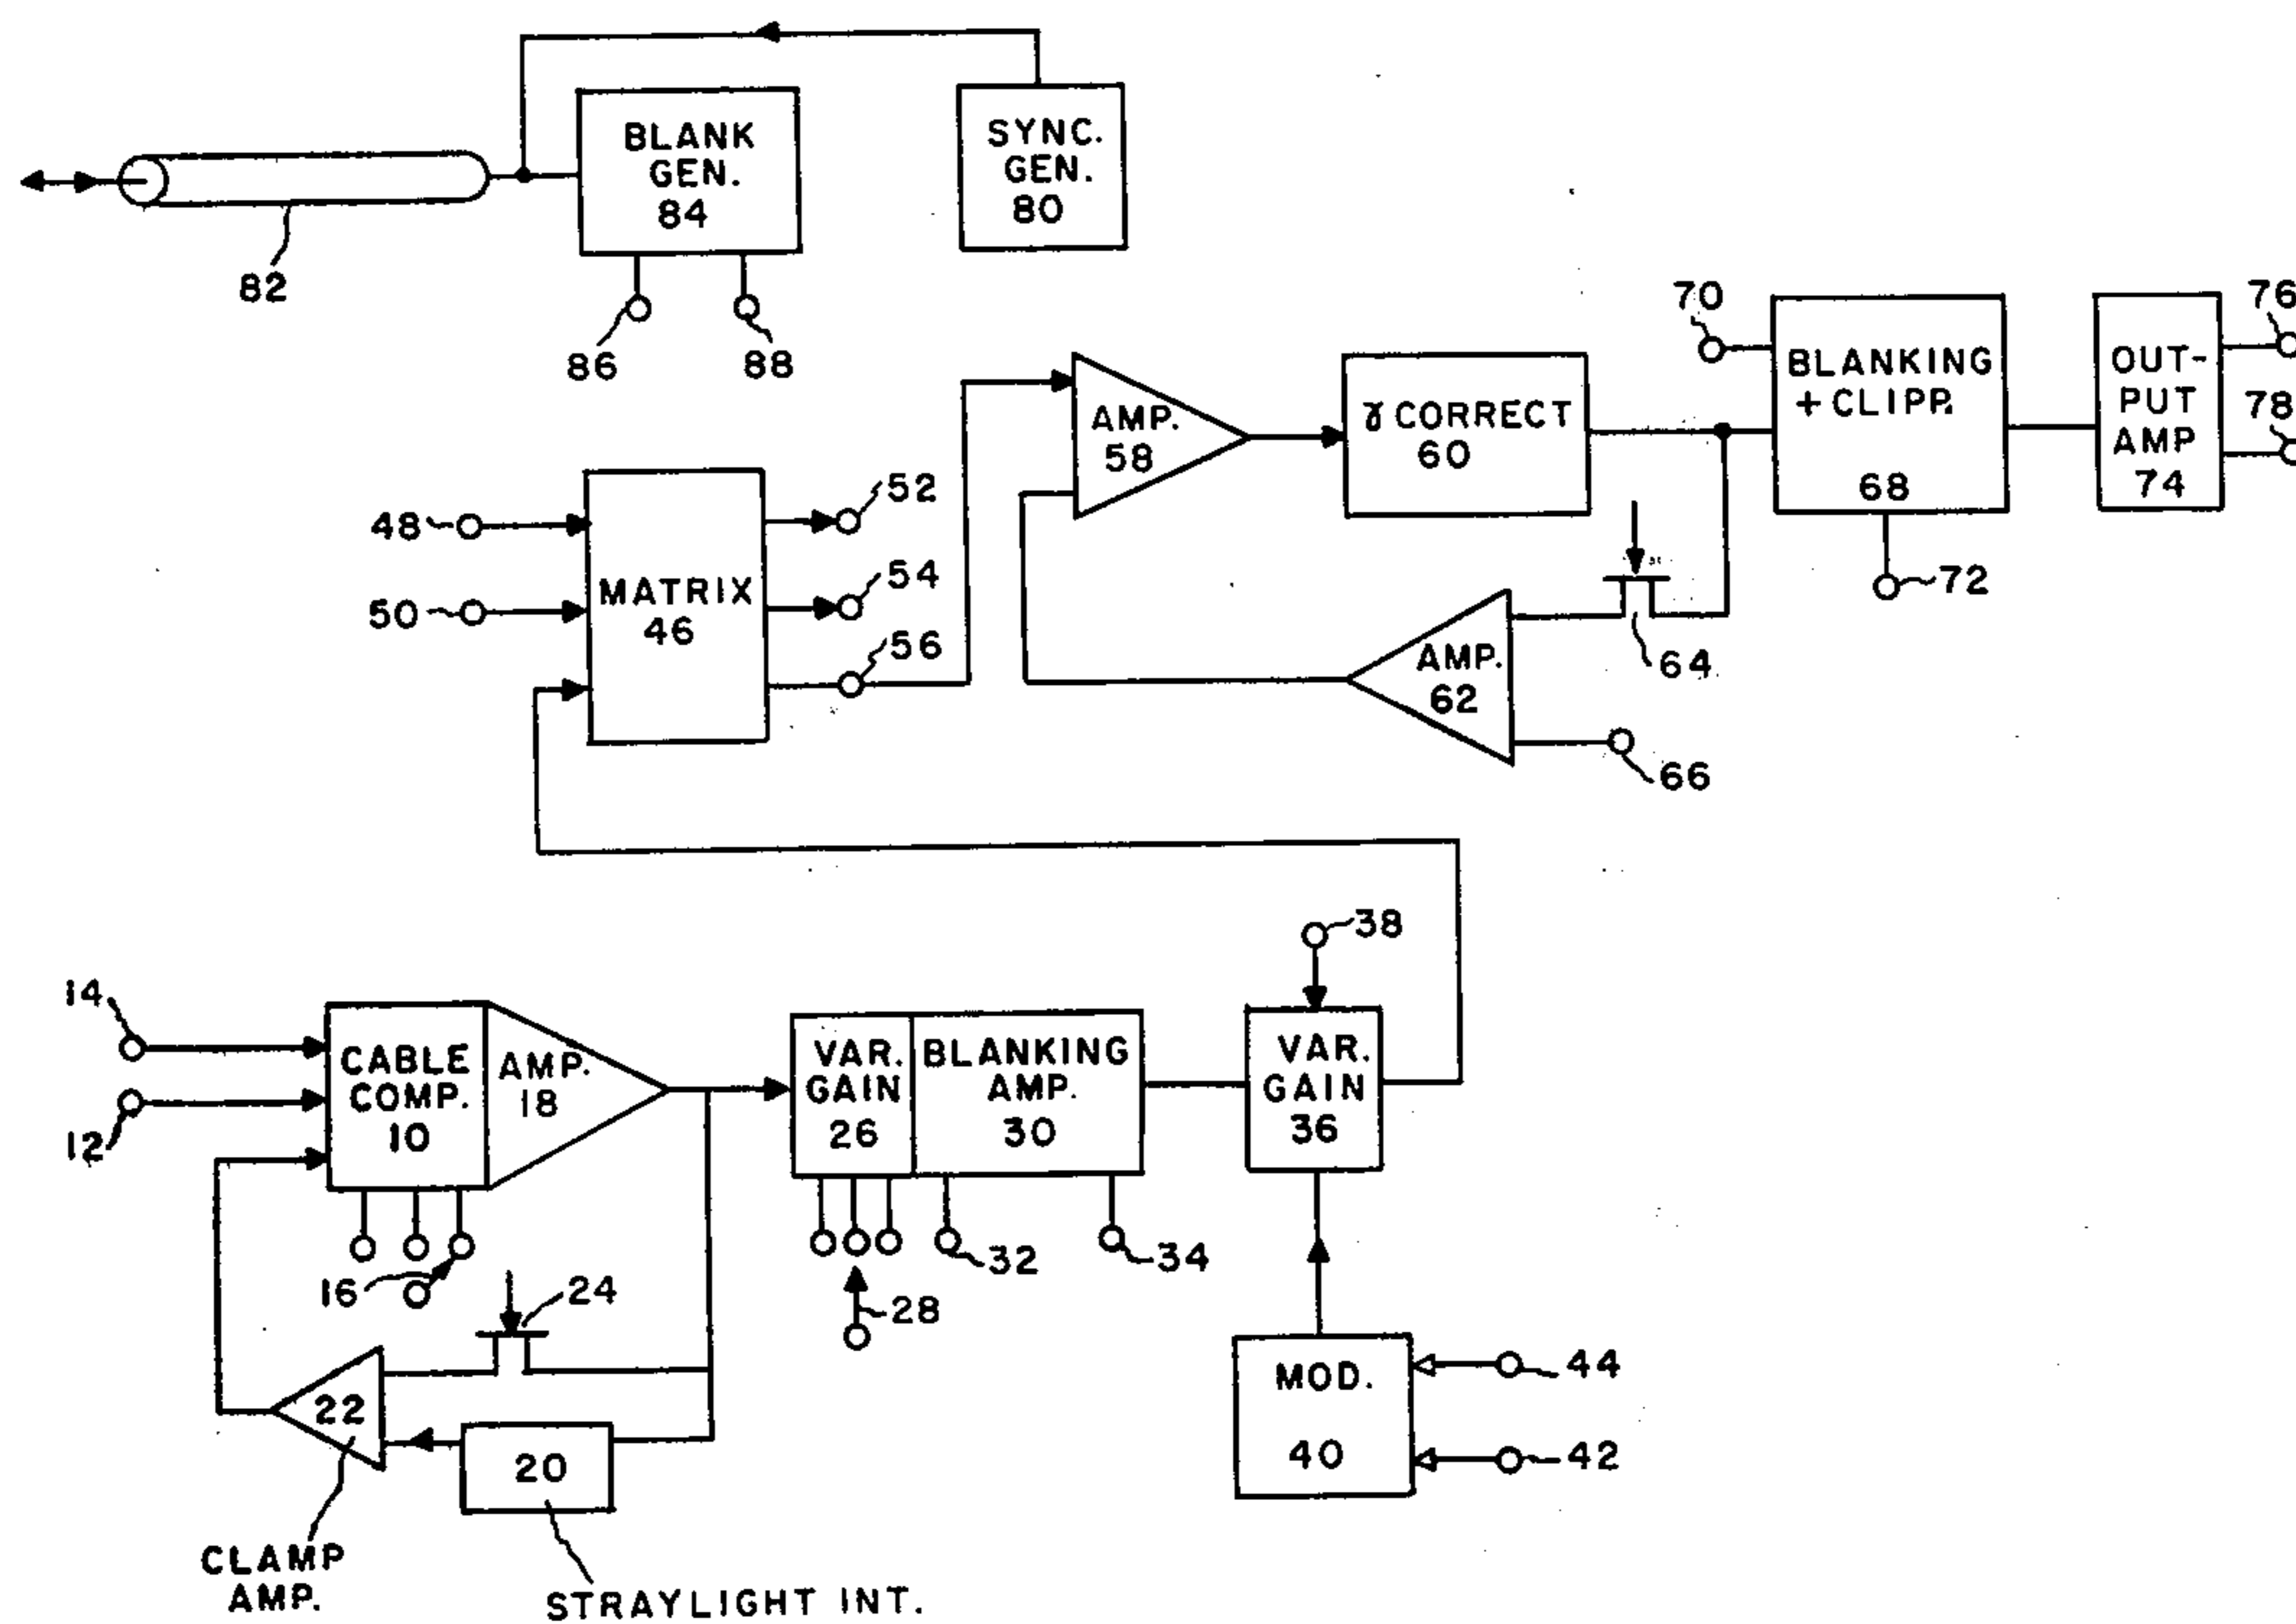 BLANK
GEN.
84
SYNC.
GEN.
80
82
86
88
70
76
BLANKING
+ CLIPP.
68
OUT-
PUT
AMP
74
78
72
AMP.
58
γ CORRECT
60
48
50
MATRIX
46
52
54
56
64
AMP.
62
66
38
14
12
CABLE
COMP.
10
AMP.
18
VAR.
GAIN
26
BLANKING
AMP.
30
VAR.
GAIN
36
16
24
28
32
34
22
20
MOD.
40
44
42
CLAMP
AMP.
STRAYLIGHT INT.